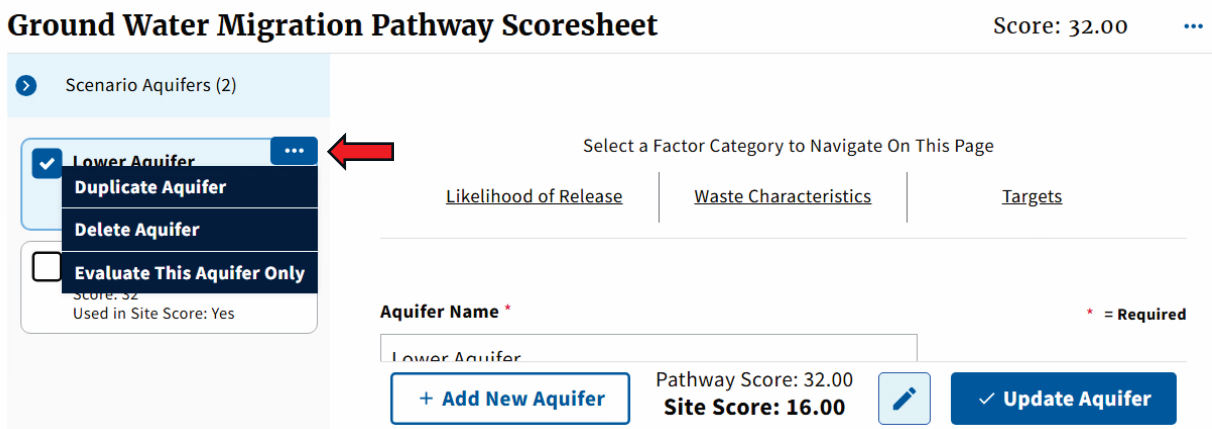 Ground Water Migration Pathway Scoresheet
Score: 32.00
...
Scenario Aquifers (2)
Lower Aquifer
...
Duplicate Aquifer
Delete Aquifer
Evaluate This Aquifer Only
Score: 32
Used in Site Score: Yes
Select a Factor Category to Navigate On This Page
Likelihood of Release
Waste Characteristics
Targets
Aquifer Name *
* = Required
Lower Aquifer
+ Add New Aquifer
Pathway Score: 32.00
Site Score: 16.00
Update Aquifer